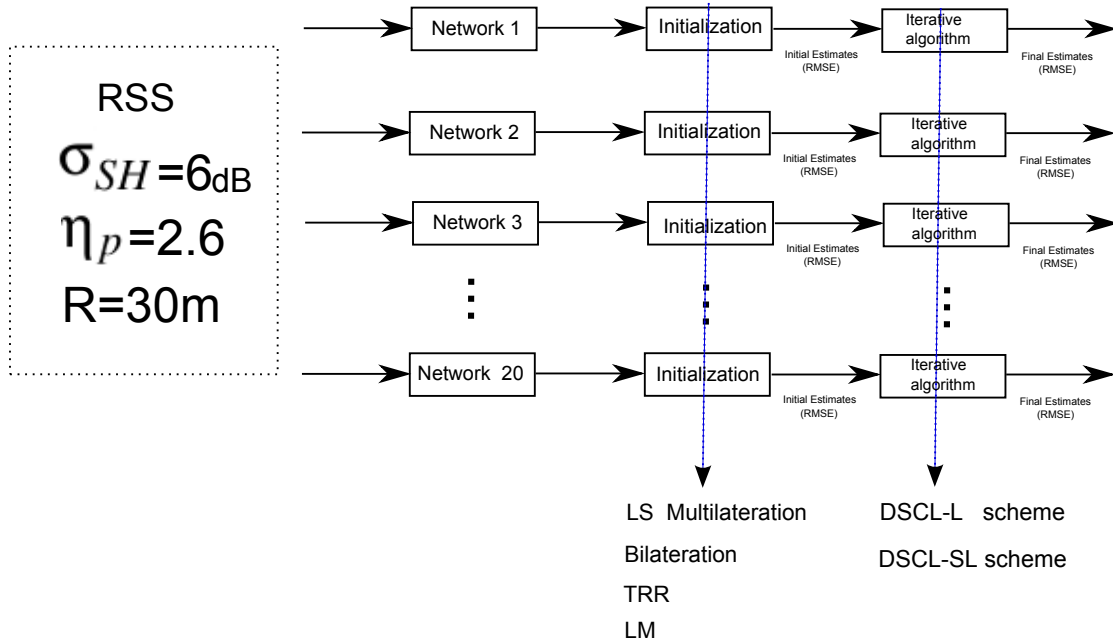 RSS
σSH=6dB
ηp=2.6
R=30m
Network 1
Initialization
Initial Estimates
(RMSE)
Iterative
algorithm
Final Estimates
(RMSE)
Network 2
Initialization
Initial Estimates
(RMSE)
Iterative
algorithm
Final Estimates
(RMSE)
Network 3
Initialization
Initial Estimates
(RMSE)
Iterative
algorithm
Final Estimates
(RMSE)
Network 20
Initialization
Initial Estimates
(RMSE)
Iterative
algorithm
Final Estimates
(RMSE)
LS Multilateration
Bilateration
TRR
LM
DSCL-L scheme
DSCL-SL scheme